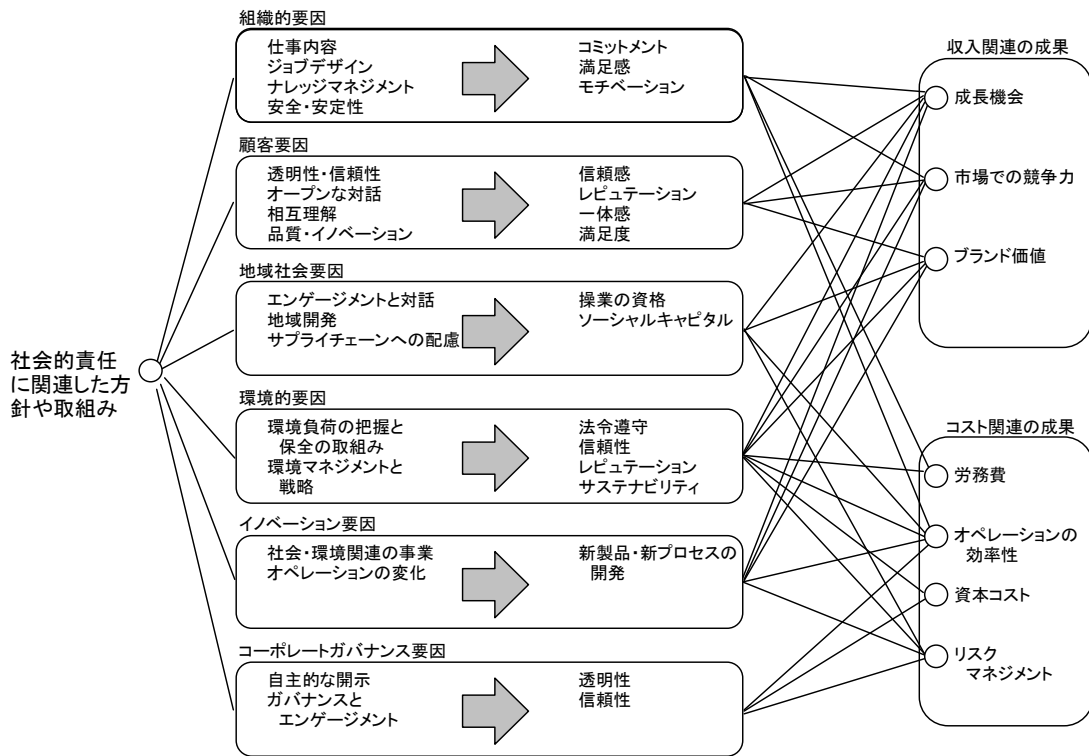 組織的要因
仕事内容
ジョブデザイン
ナレッジマネジメント
安全・安定性
コミットメント
満足感
モチベーション
顧客要因
透明性・信頼性
オープンな対話
相互理解
品質・イノベーション
信頼感
レピュテーション
一体感
満足度
地域社会要因
エンゲージメントと対話
地域開発
サプライチェーンへの配慮
操業の資格
ソーシャルキャピタル
社会的責任
に関連した方
針や取組み
環境的要因
環境負荷の把握と
保全の取組み
環境マネジメントと
戦略
法令遵守
信頼性
レピュテーション
サステナビリティ
イノベーション要因
社会・環境関連の事業
オペレーションの変化
新製品・新プロセスの
開発
コーポレートガバナンス要因
自主的な開示
ガバナンスと
エンゲージメント
透明性
信頼性
収入関連の成果
成長機会
市場での競争力
ブランド価値
コスト関連の成果
労務費
オペレーションの
効率性
資本コスト
リスク
マネジメント